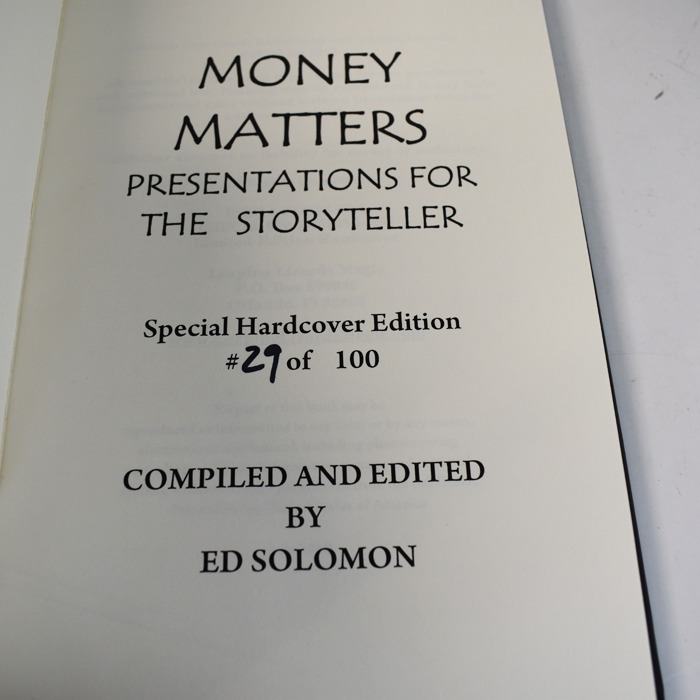 MONEY
MATTERS
PRESENTATIONS FOR
THE STORYTELLER
Special Hardcover Edition
#29 of 100
COMPILED AND EDITED
BY
ED SOLOMON